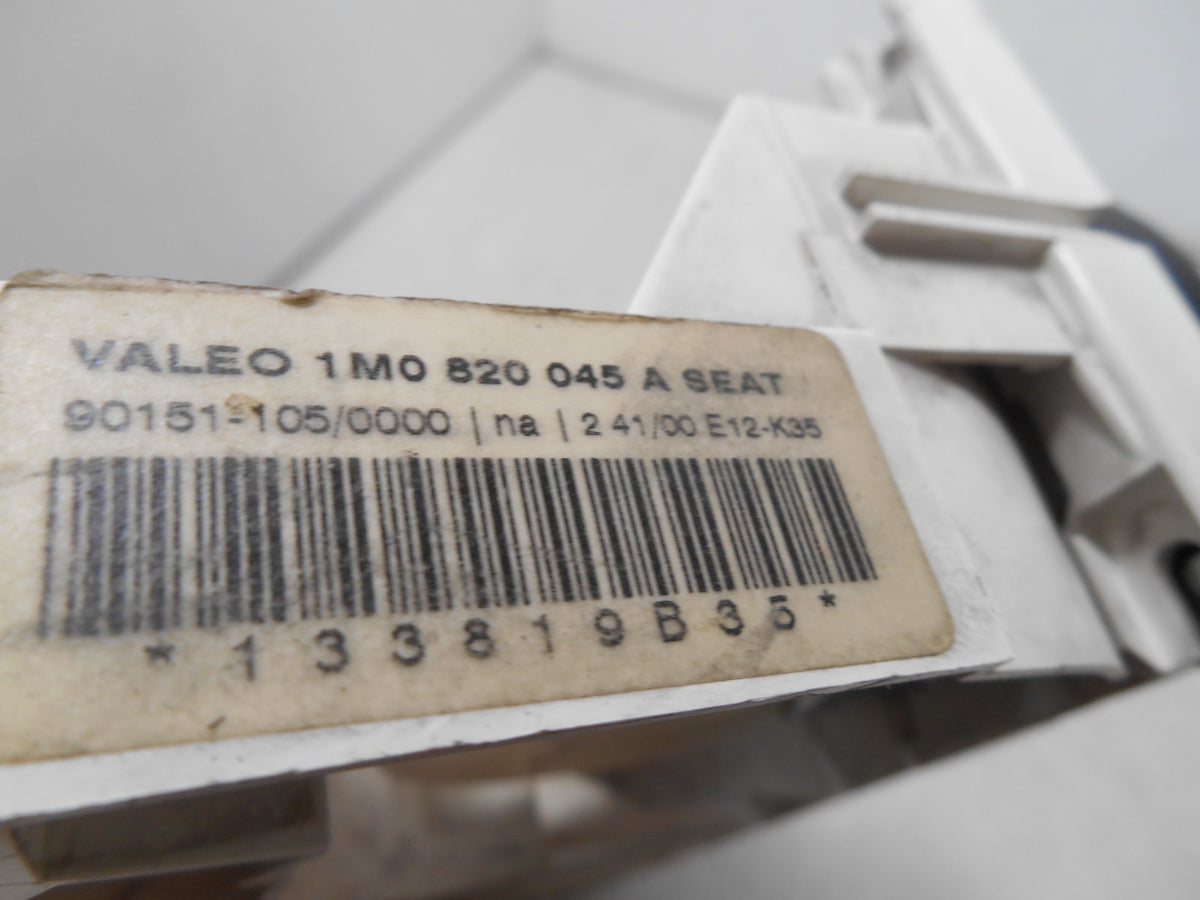 VALEO 1M0 820 045 A SEAT
90151-105/0000 | na | 2 41/00 E12-K35
*133819B35*